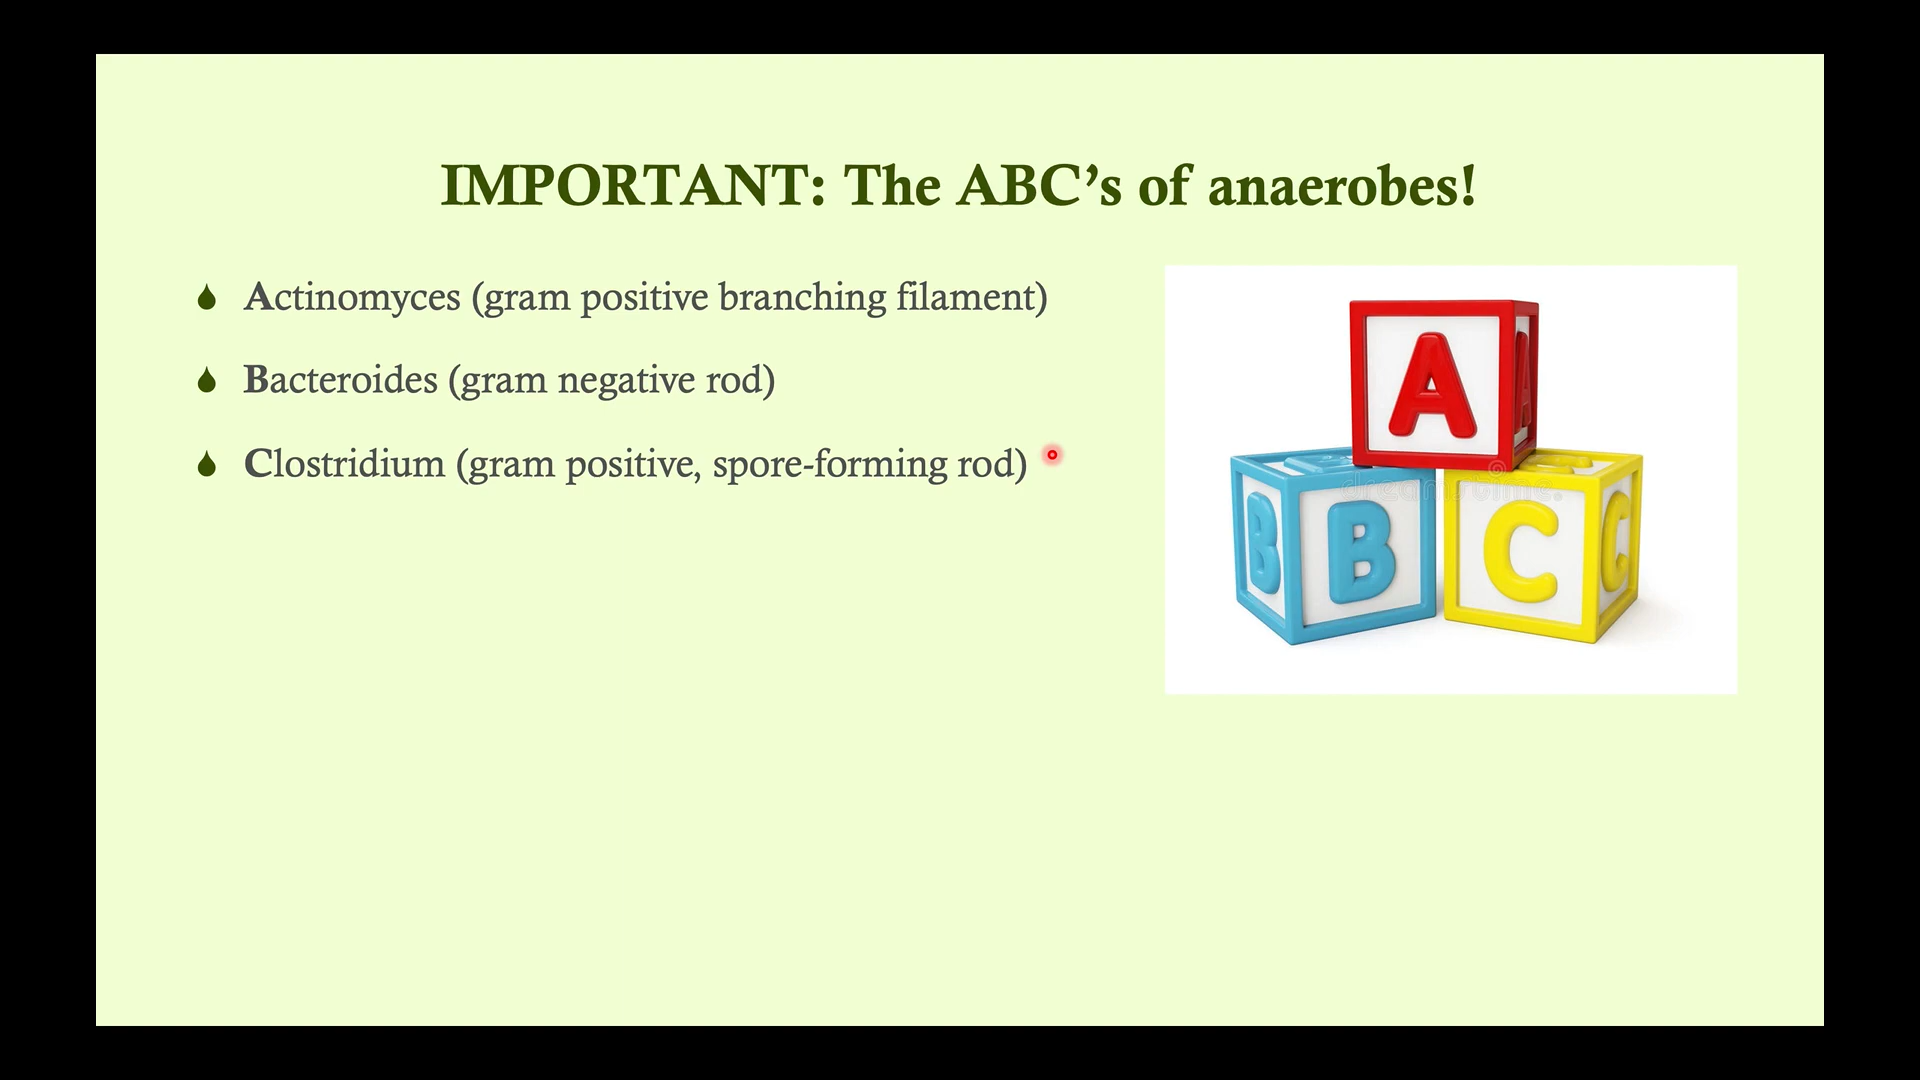 IMPORTANT: The ABC’s of anaerobes!
Actinomyces (gram positive branching filament)
Bacteroides (gram negative rod)
Clostridium (gram positive, spore-forming rod)
A
A
B
B
C
C
dreamstime.